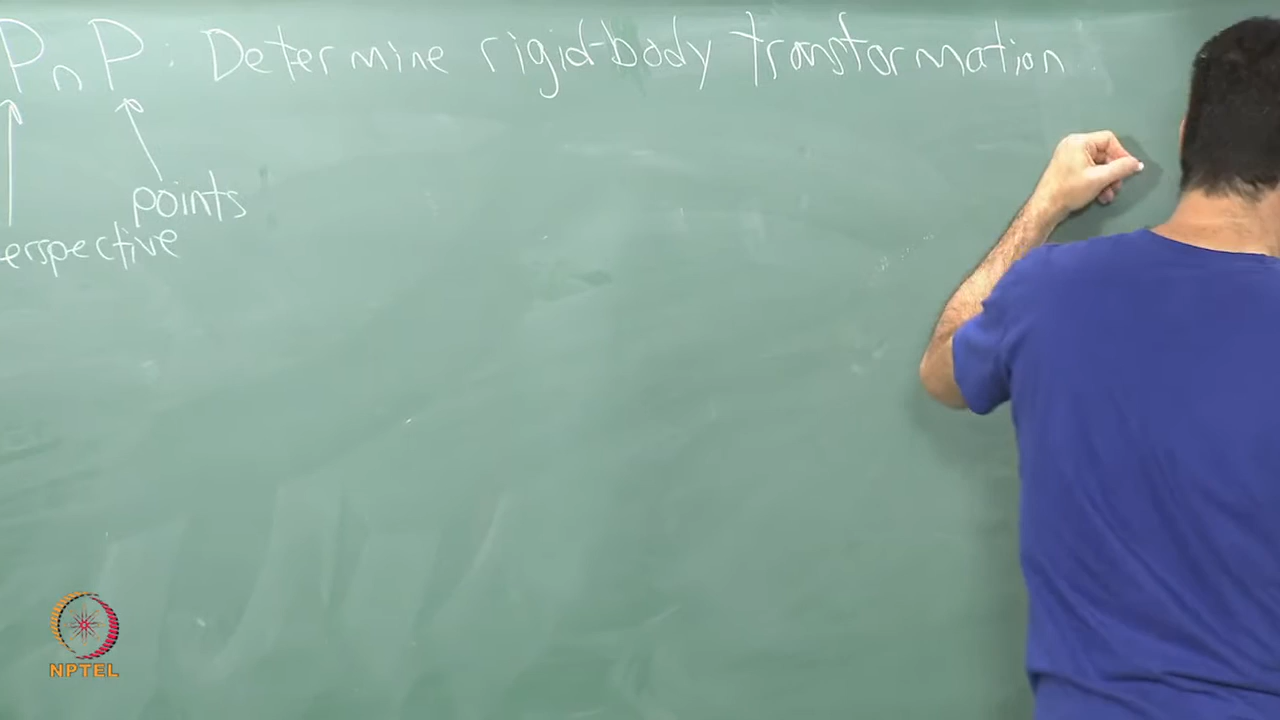 PnP : Determine rigid-body transformation
points
erspective
NPTEL